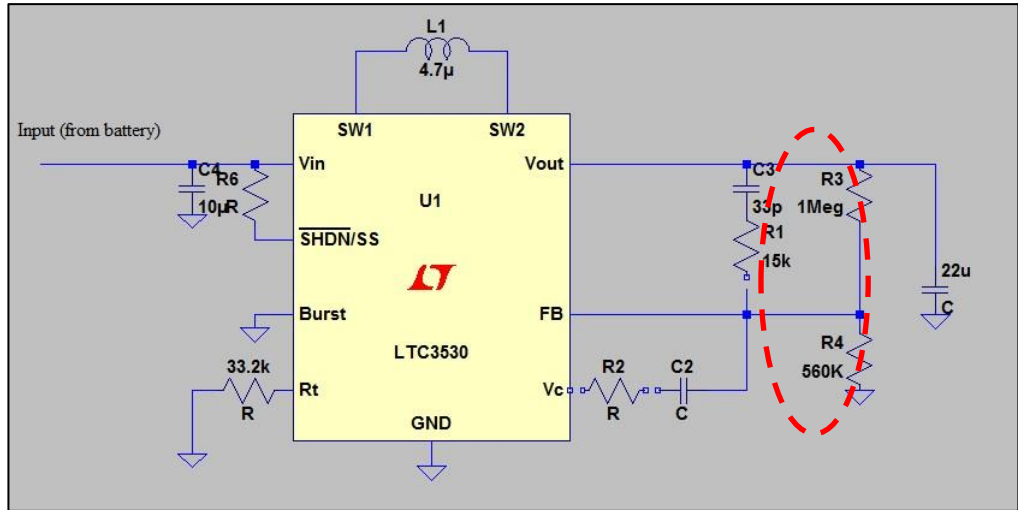 L1
4.7µ
Input (from battery)
SW1
SW2
Vin
Vout
C4
R6
C3
R3
10µ
R
U1
33p
1Meg
R1
SHDN/SS
15k
22u
C
Burst
FB
LTC3530
R4
33.2k
R2
C2
560K
Rt
Vc
R
R
C
GND